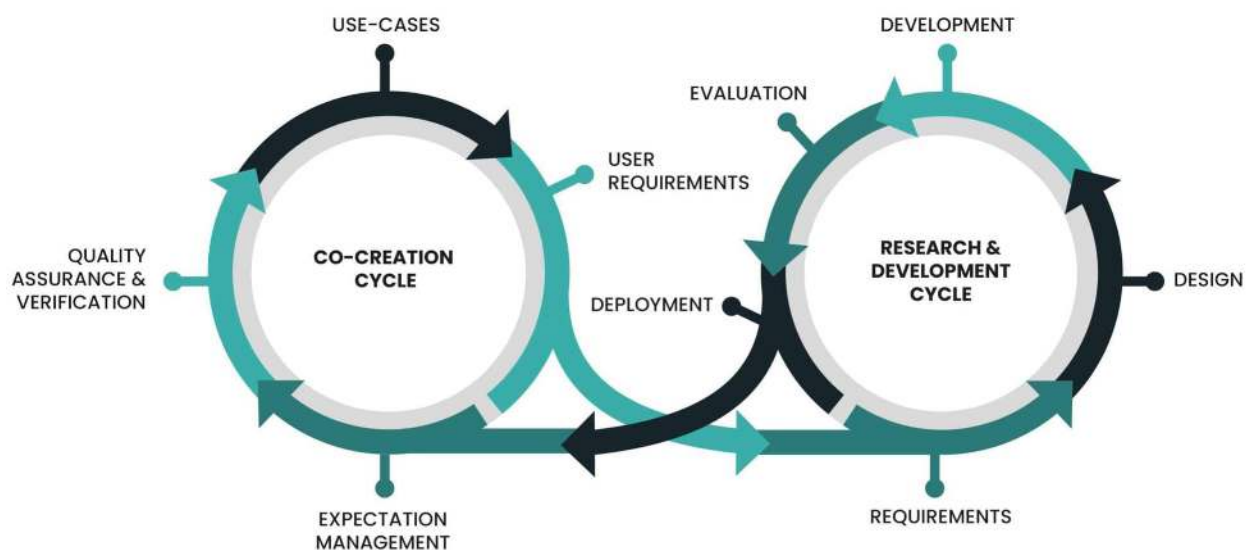 USE-CASES
DEVELOPMENT
EVALUATION
USER
REQUIREMENTS
QUALITY
ASSURANCE &
VERIFICATION
CO-CREATION
CYCLE
RESEARCH &
DEVELOPMENT
CYCLE
DESIGN
DEPLOYMENT
EXPECTATION
MANAGEMENT
REQUIREMENTS